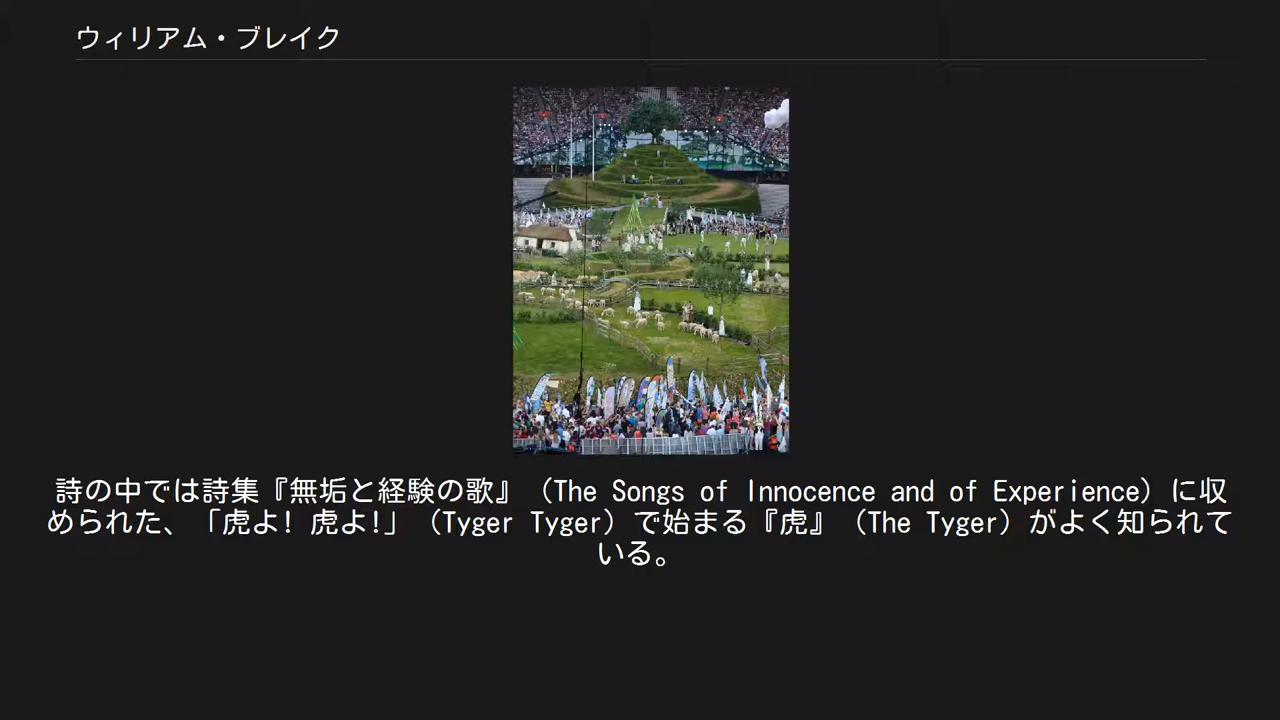 ウィリアム・ブレイク
詩の中では詩集『無垢と経験の歌』（The Songs of Innocence and of Experience）に収
められた、「虎よ! 虎よ!」（Tyger Tyger）で始まる『虎』（The Tyger）がよく知られて
いる。